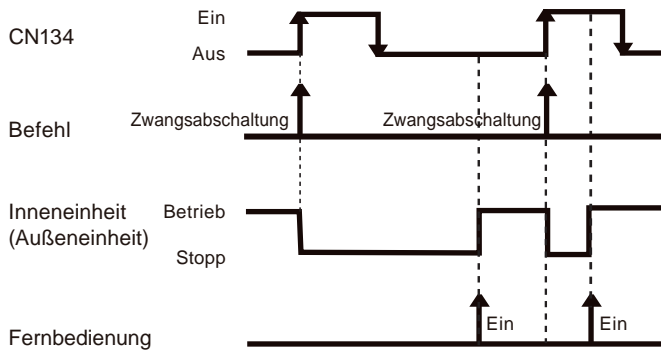 Ein
CN134
Aus
Zwangsabschaltung Zwangsabschaltung
Befehl
Inneneinheit Betrieb
(Außeneinheit)
Stopp
Ein Ein
Fernbedienung